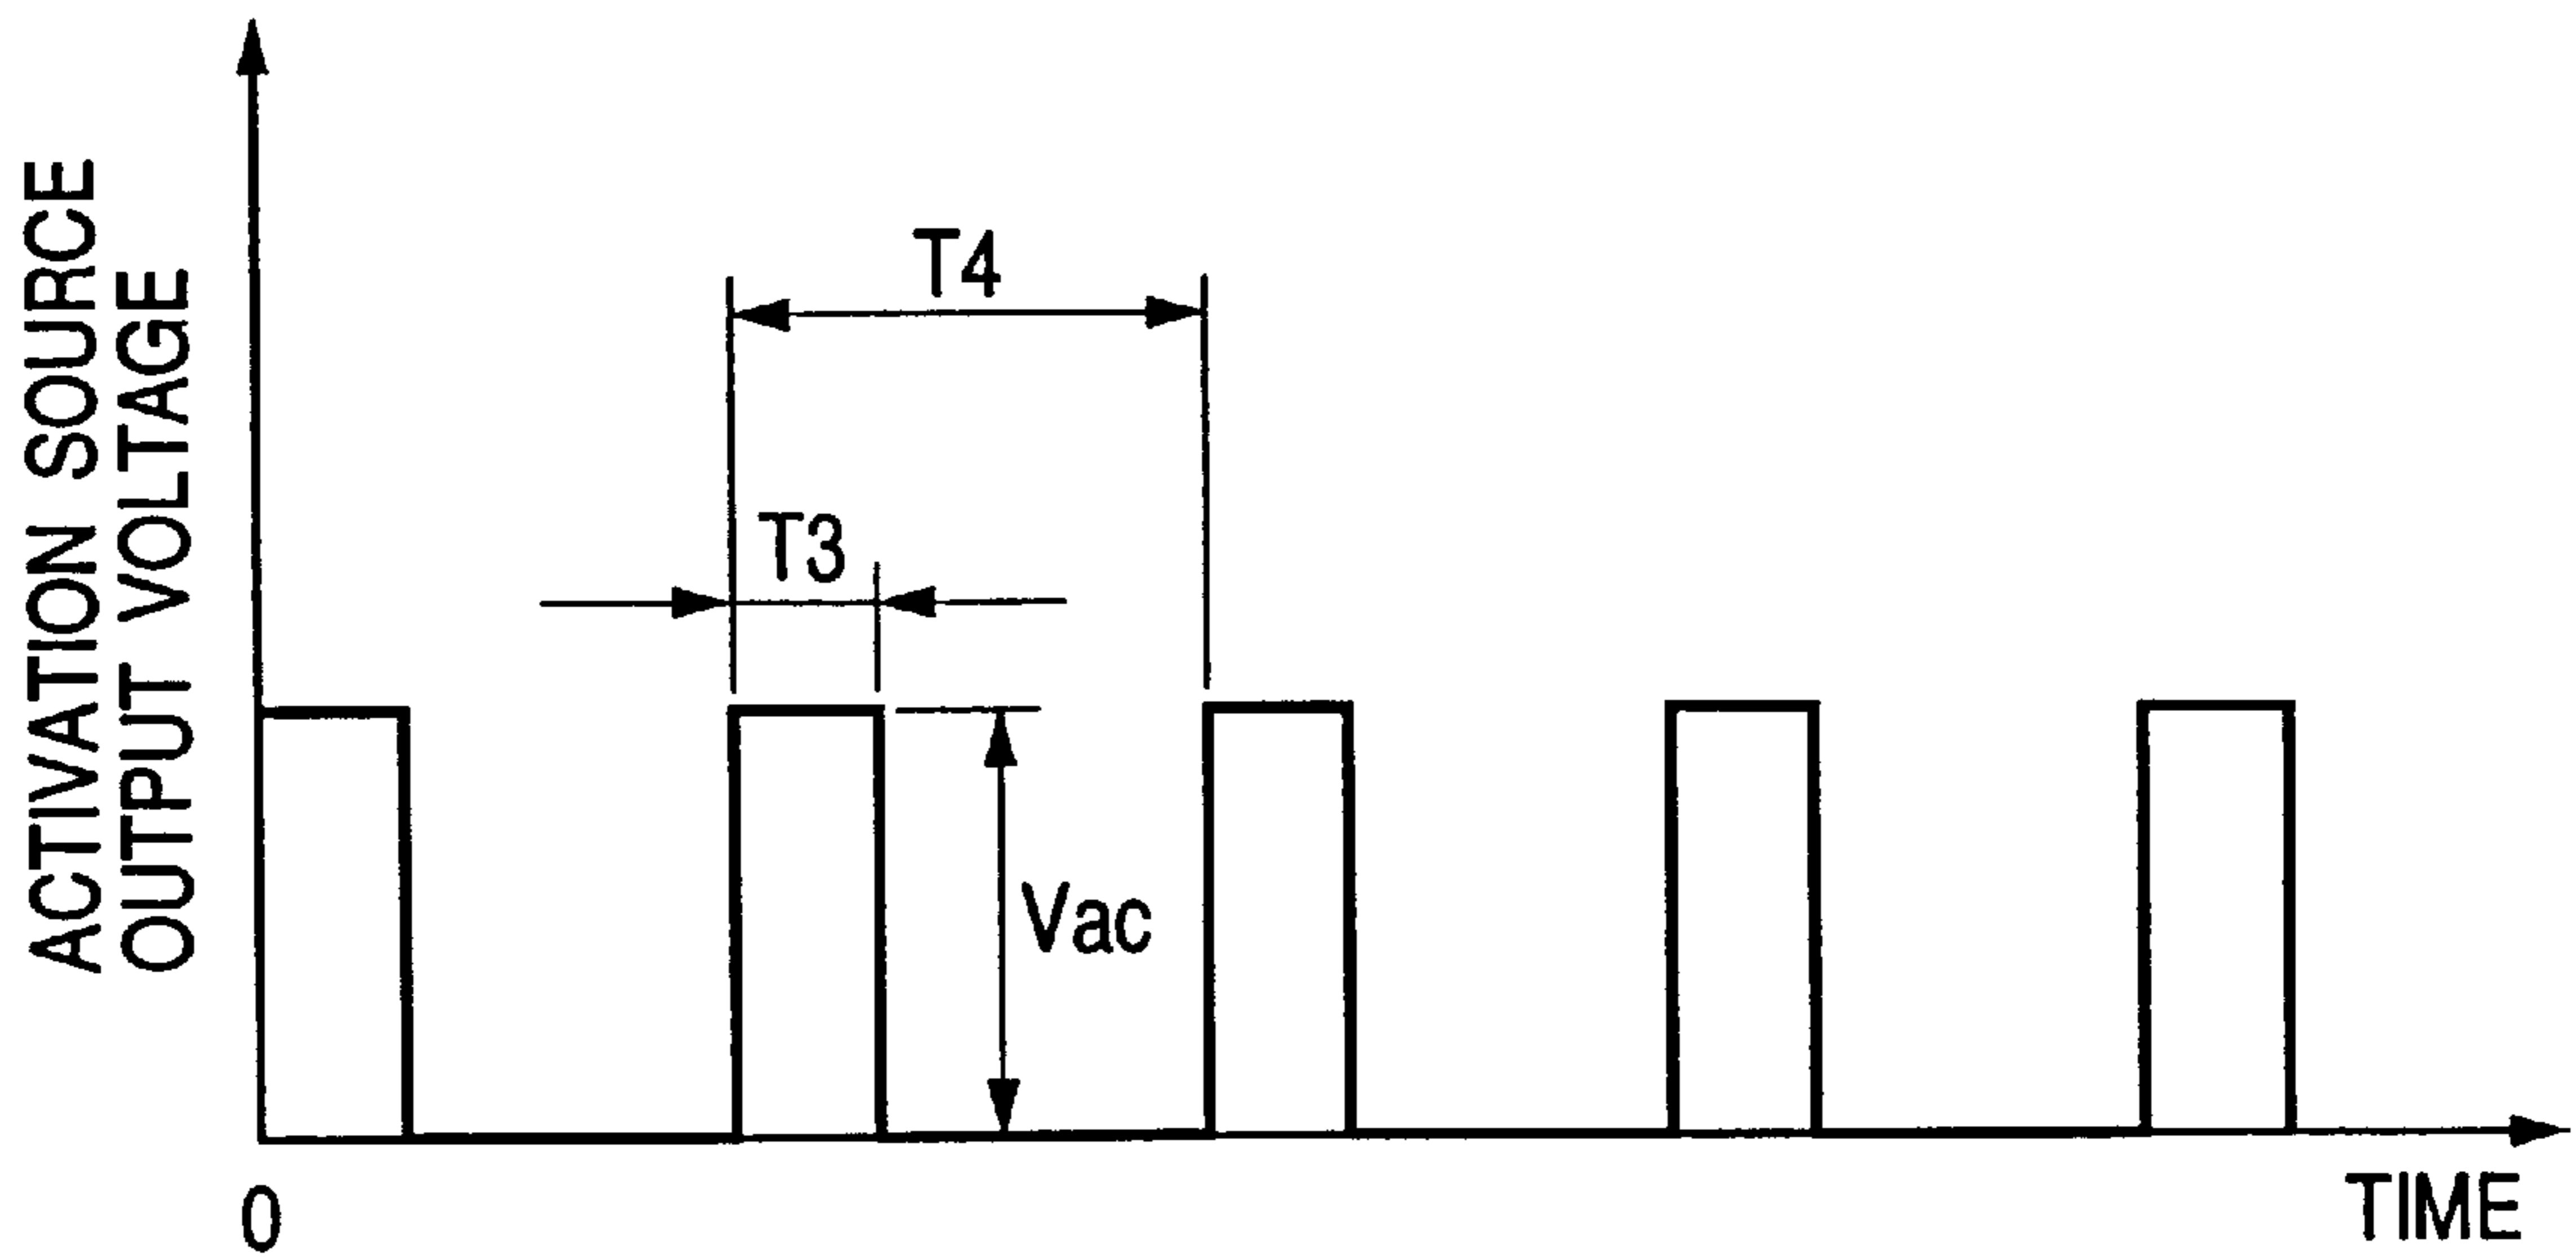 ACTIVATION SOURCE
OUTPUT VOLTAGE
T4
T3
Vac
0
TIME